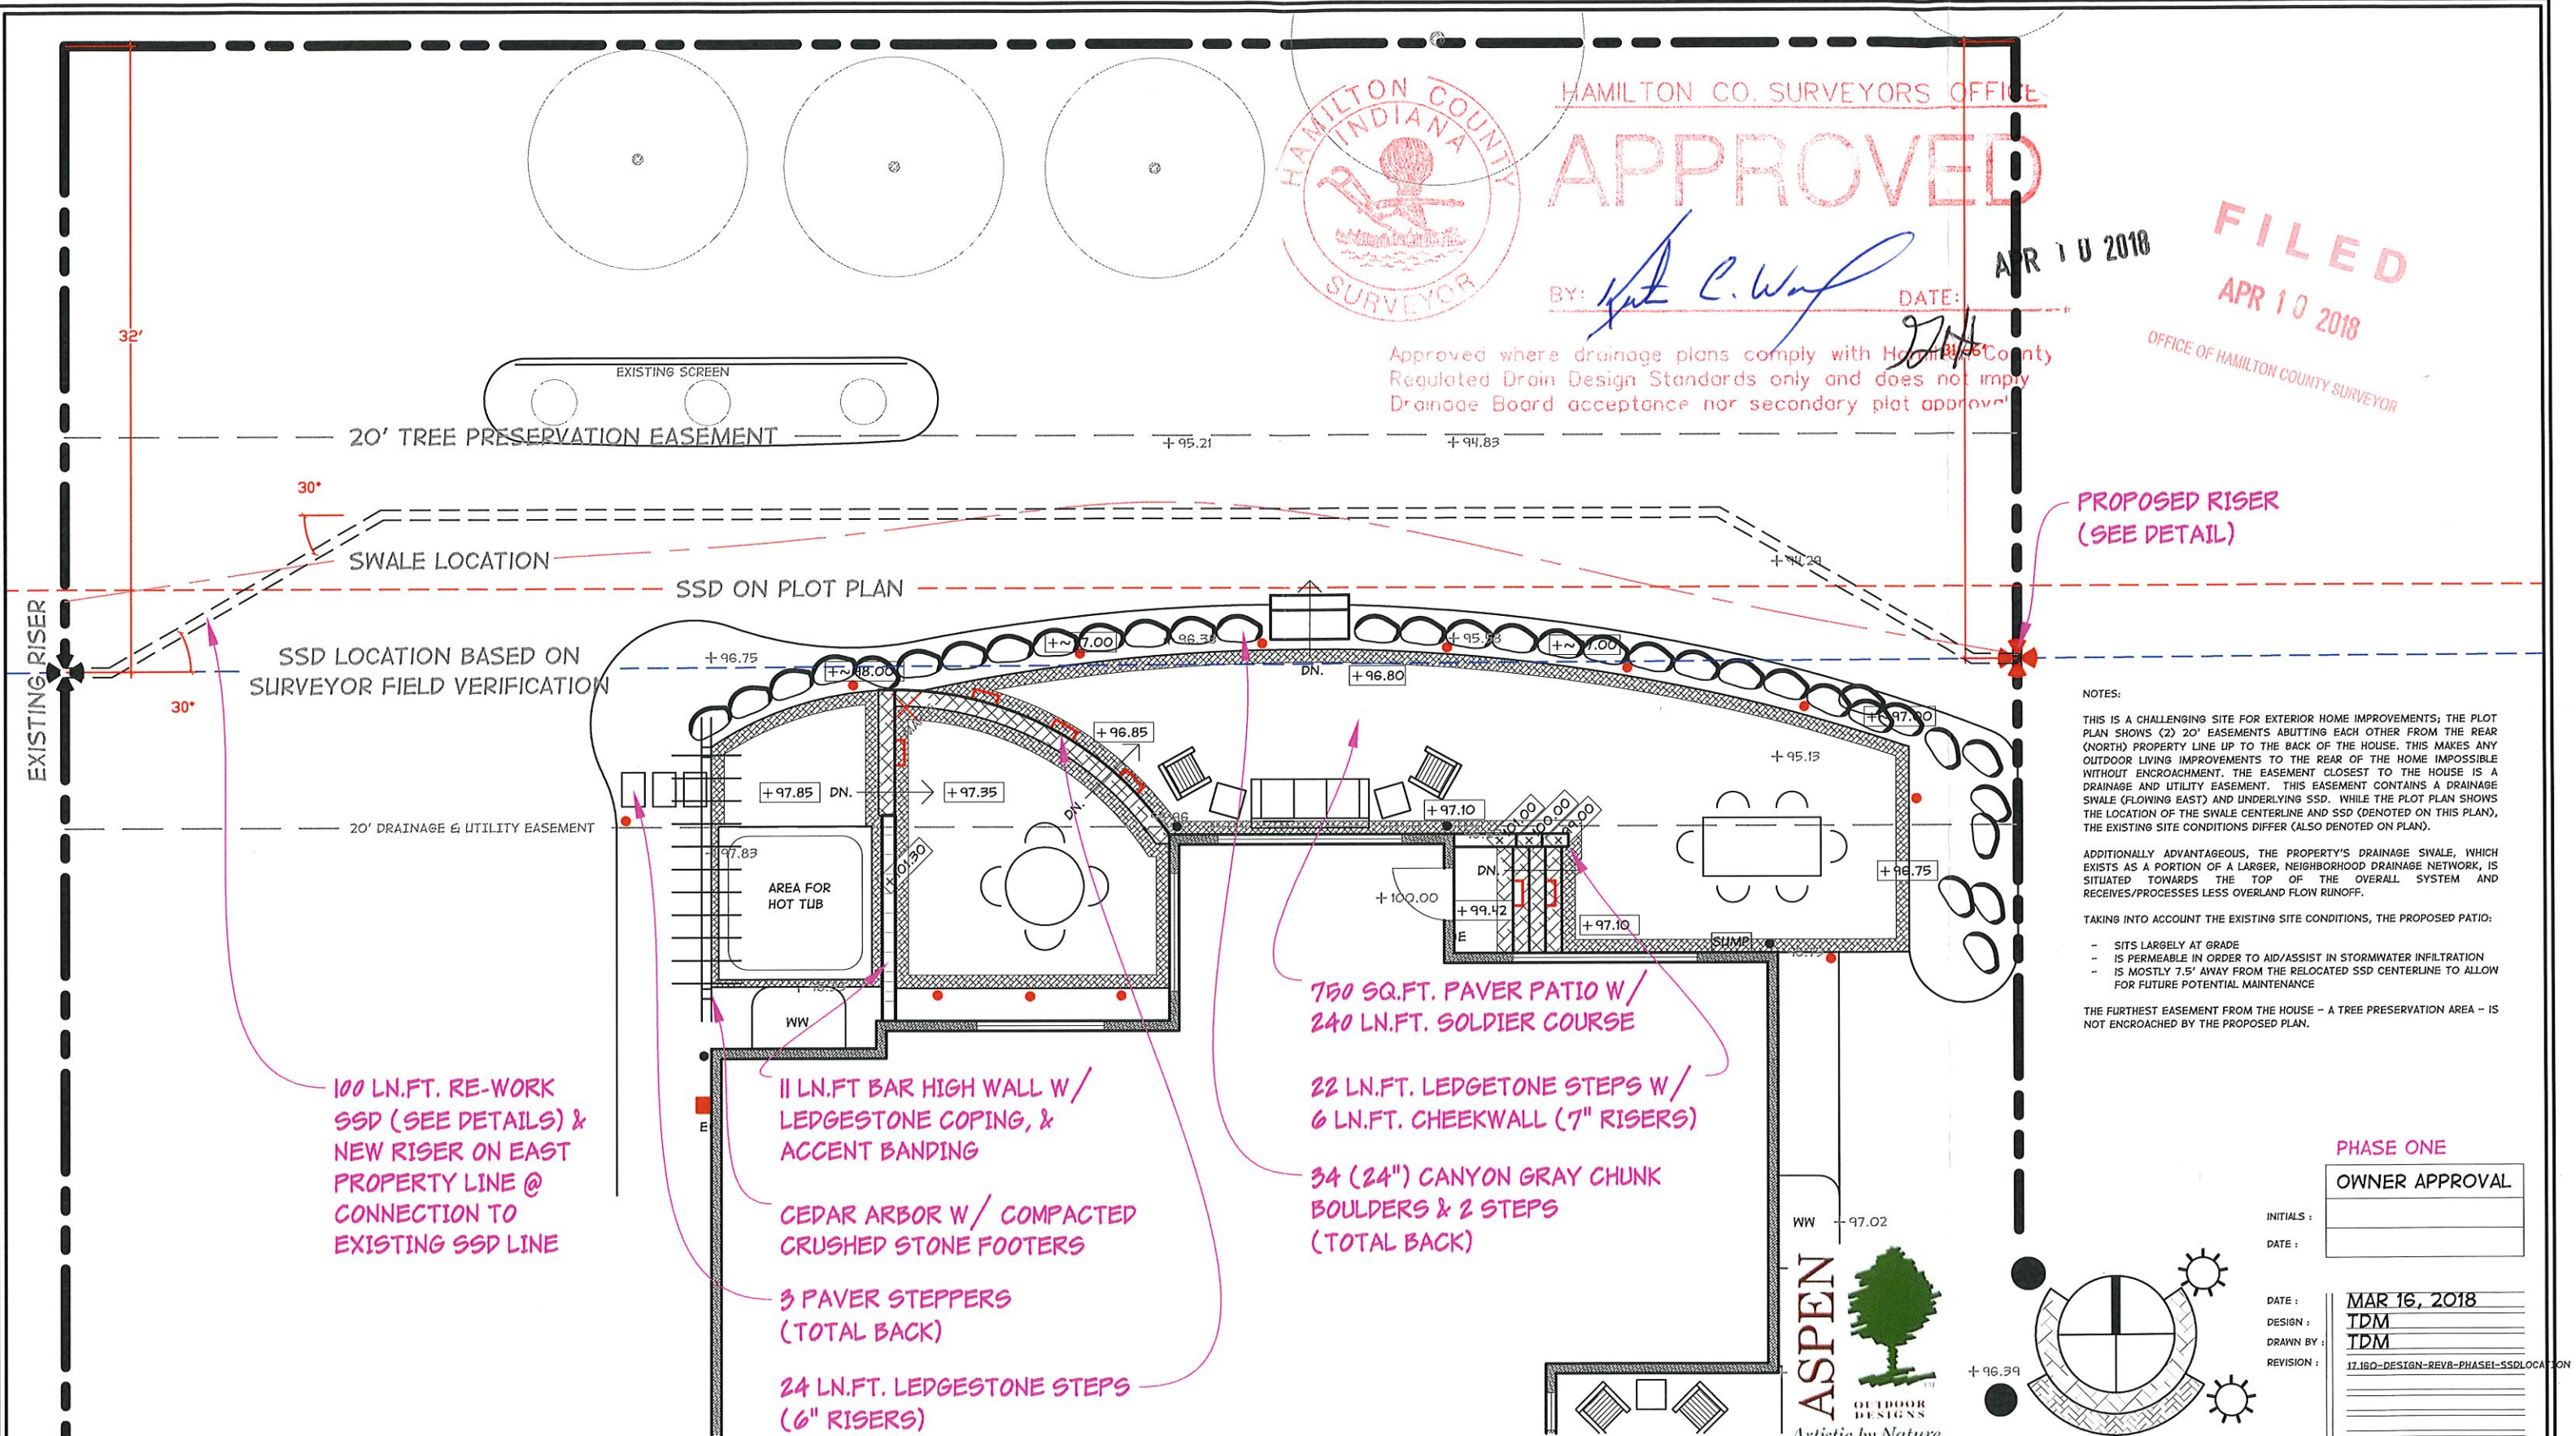 HAMILTON COUNTY
INDIANA
SURVEYOR
HAMILTON CO. SURVEYORS OFFICE
APPROVED
BY:
DATE:
APR 10 2018
Approved where drainage plans comply with Hamilton County
Regulated Drain Design Standards only and does not imply
Drainage Board acceptance nor secondary plat approval
FILED
APR 10 2018
OFFICE OF HAMILTON COUNTY SURVEYOR
32'
EXISTING SCREEN
20' TREE PRESERVATION EASEMENT
+95.21
+94.83
30°
SWALE LOCATION
+94.29
SSD ON PLOT PLAN
PROPOSED RISER
(SEE DETAIL)
EXISTING RISER
SSD LOCATION BASED ON
SURVEYOR FIELD VERIFICATION
30°
+96.75
DN.
+96.80
+96.85
+95.13
+97.85 DN.
+97.35
DN.
+97.10
20' DRAINAGE & UTILITY EASEMENT
+97.83
×101.30
AREA FOR
HOT TUB
+100.00
DN.
+99.42
+97.10
+96.75
SUMP
WW
NOTES:
THIS IS A CHALLENGING SITE FOR EXTERIOR HOME IMPROVEMENTS; THE PLOT
PLAN SHOWS (2) 20' EASEMENTS ABUTTING EACH OTHER FROM THE REAR
(NORTH) PROPERTY LINE UP TO THE BACK OF THE HOUSE. THIS MAKES ANY
OUTDOOR LIVING IMPROVEMENTS TO THE REAR OF THE HOME IMPOSSIBLE
WITHOUT ENCROACHMENT. THE EASEMENT CLOSEST TO THE HOUSE IS A
DRAINAGE AND UTILITY EASEMENT. THIS EASEMENT CONTAINS A DRAINAGE
SWALE (FLOWING EAST) AND UNDERLYING SSD. WHILE THE PLOT PLAN SHOWS
THE LOCATION OF THE SWALE CENTERLINE AND SSD (DENOTED ON THIS PLAN),
THE EXISTING SITE CONDITIONS DIFFER (ALSO DENOTED ON PLAN).
ADDITIONALLY ADVANTAGEOUS, THE PROPERTY'S DRAINAGE SWALE, WHICH
EXISTS AS A PORTION OF A LARGER, NEIGHBORHOOD DRAINAGE NETWORK, IS
SITUATED TOWARDS THE TOP OF THE OVERALL SYSTEM AND
RECEIVES/PROCESSES LESS OVERLAND FLOW RUNOFF.
TAKING INTO ACCOUNT THE EXISTING SITE CONDITIONS, THE PROPOSED PATIO:
- SITS LARGELY AT GRADE
- IS PERMEABLE IN ORDER TO AID/ASSIST IN STORMWATER INFILTRATION
- IS MOSTLY 7.5' AWAY FROM THE RELOCATED SSD CENTERLINE TO ALLOW
FOR FUTURE POTENTIAL MAINTENANCE
THE FURTHEST EASEMENT FROM THE HOUSE - A TREE PRESERVATION AREA - IS
NOT ENCROACHED BY THE PROPOSED PLAN.
100 LN.FT. RE-WORK
SSD (SEE DETAILS) &
NEW RISER ON EAST
PROPERTY LINE @
CONNECTION TO
EXISTING SSD LINE
11 LN.FT BAR HIGH WALL W/
LEDGESTONE COPING, &
ACCENT BANDING
CEDAR ARBOR W/ COMPACTED
CRUSHED STONE FOOTERS
3 PAVER STEPPERS
(TOTAL BACK)
24 LN.FT. LEDGESTONE STEPS
(6" RISERS)
750 SQ.FT. PAVER PATIO W/
240 LN.FT. SOLDIER COURSE
22 LN.FT. LEDGETONE STEPS W/
6 LN.FT. CHEEKWALL (7" RISERS)
34 (24") CANYON GRAY CHUNK
BOULDERS & 2 STEPS
(TOTAL BACK)
WW +97.02
+96.39
ASPEN
OUTDOOR
DESIGNS
Artistic by Nature
PHASE ONE
OWNER APPROVAL
INITIALS :
DATE :
DATE : MAR 16, 2018
DESIGN : TDM
DRAWN BY : TDM
REVISION : 17.160-DESIGN-REV8-PHASE1-SSDLOCATION